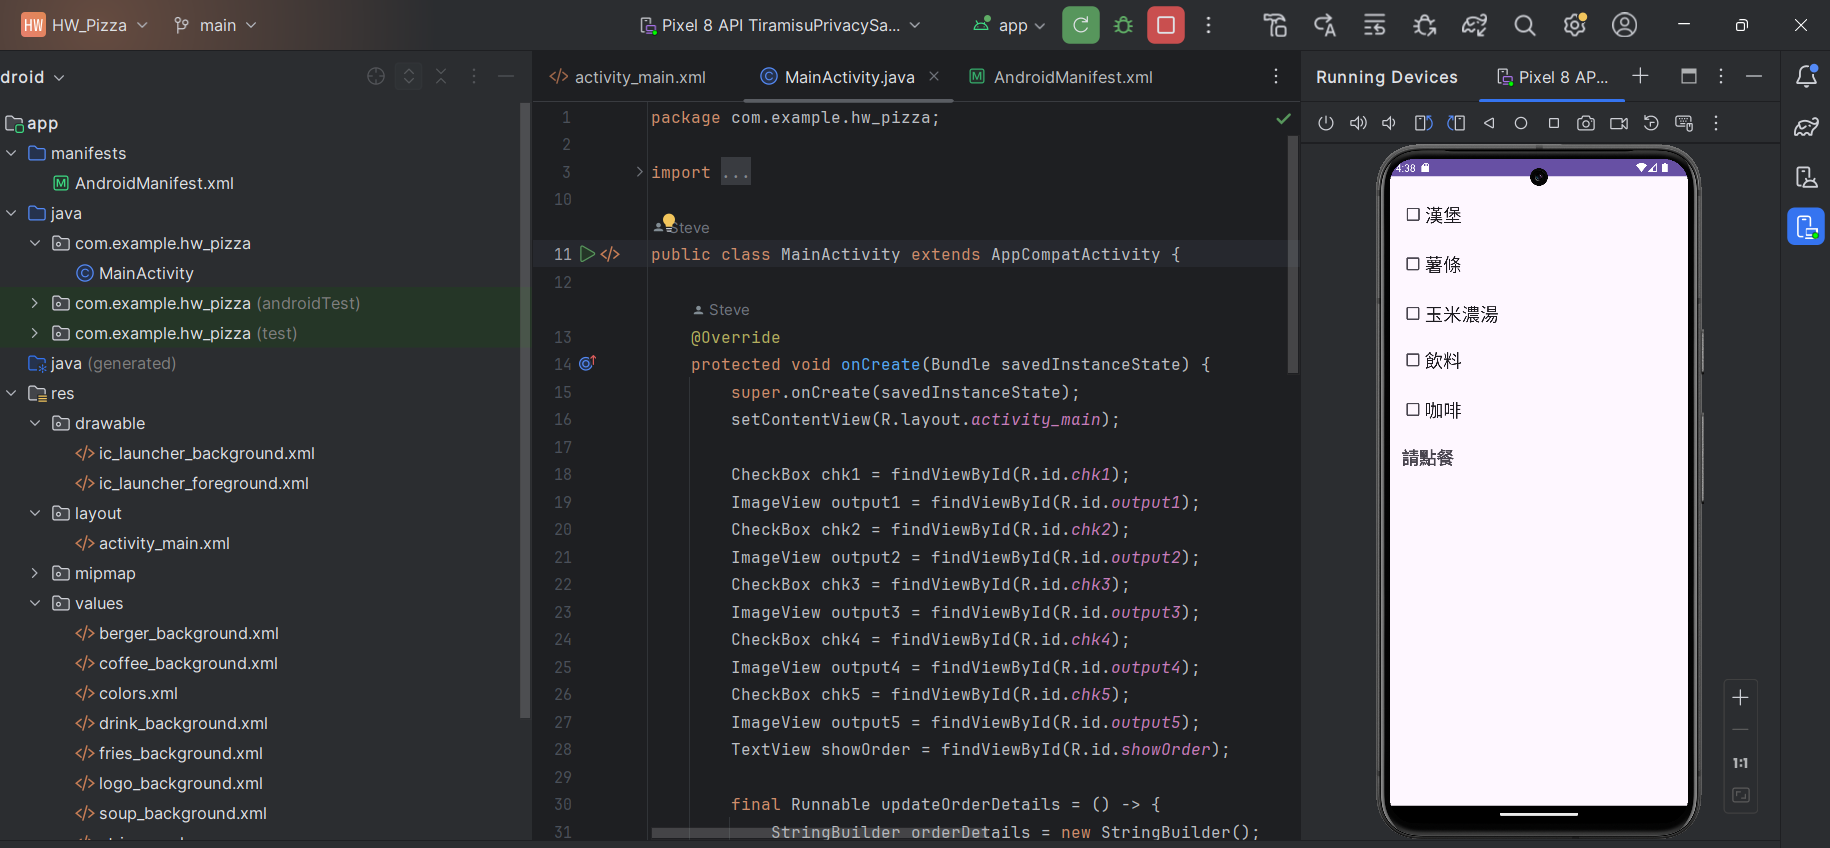 HW HW_Pizza main Pixel 8 API TiramisuPrivacySa... app
droid
app
manifests
AndroidManifest.xml
java
com.example.hw_pizza
MainActivity
com.example.hw_pizza (androidTest)
com.example.hw_pizza (test)
java (generated)
res
drawable
ic_launcher_background.xml
ic_launcher_foreground.xml
layout
activity_main.xml
mipmap
values
berger_background.xml
coffee_background.xml
colors.xml
drink_background.xml
fries_background.xml
logo_background.xml
soup_background.xml
activity_main.xml MainActivity.java AndroidManifest.xml
1 package com.example.hw_pizza;
2
3 import ...
10
Steve
11 public class MainActivity extends AppCompatActivity {
12
Steve
13 @Override
14 protected void onCreate(Bundle savedInstanceState) {
15 super.onCreate(savedInstanceState);
16 setContentView(R.layout.activity_main);
17
18 CheckBox chk1 = findViewById(R.id.chk1);
19 ImageView output1 = findViewById(R.id.output1);
20 CheckBox chk2 = findViewById(R.id.chk2);
21 ImageView output2 = findViewById(R.id.output2);
22 CheckBox chk3 = findViewById(R.id.chk3);
23 ImageView output3 = findViewById(R.id.output3);
24 CheckBox chk4 = findViewById(R.id.chk4);
25 ImageView output4 = findViewById(R.id.output4);
26 CheckBox chk5 = findViewById(R.id.chk5);
27 ImageView output5 = findViewById(R.id.output5);
28 TextView showOrder = findViewById(R.id.showOrder);
29
30 final Runnable updateOrderDetails = () -> {
31 StringBuilder orderDetails = new StringBuilder();
Running Devices Pixel 8 AP...
4:38
漢堡
薯條
玉米濃湯
飲料
咖啡
請點餐
1:1